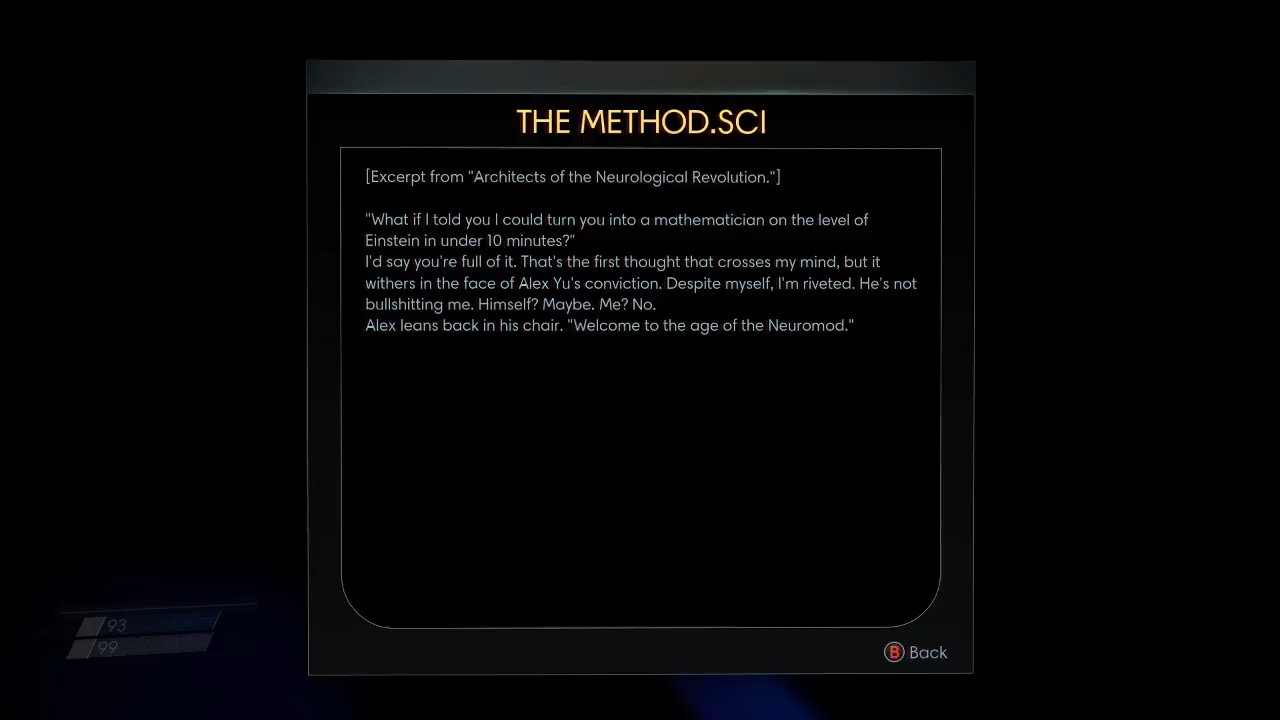 THE METHOD.SCI
[Excerpt from "Architects of the Neurological Revolution."]
"What if I told you I could turn you into a mathematician on the level of
Einstein in under 10 minutes?"
I'd say you're full of it. That's the first thought that crosses my mind, but it
withers in the face of Alex Yu's conviction. Despite myself, I'm riveted. He's not
bullshitting me. Himself? Maybe. Me? No.
Alex leans back in his chair. "Welcome to the age of the Neuromod."
93
99
B Back